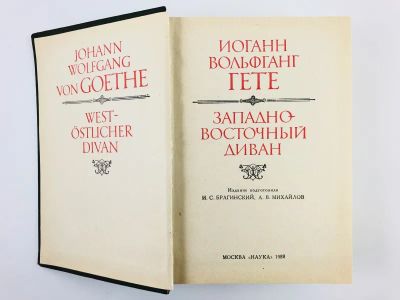 JOHANN
WOLFGANG
VON GOETHE
WEST-
ÖSTLICHER
DIVAN
ИОГАНН
ВОЛЬФГАНГ
ГЕТЕ
ЗАПАДНО-
ВОСТОЧНЫЙ
ДИВАН
Издание подготовили
И. С. БРАГИНСКИЙ, А. В. МИХАЙЛОВ
МОСКВА «НАУКА» 1988